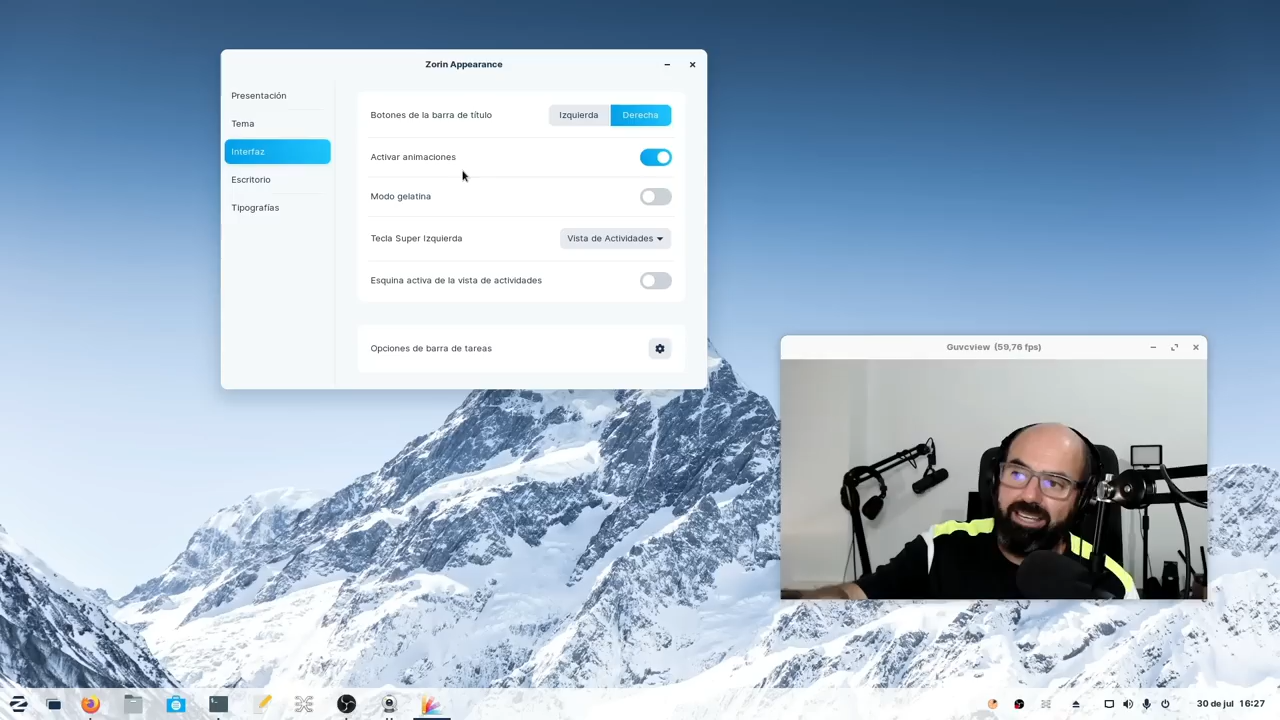 Zorin Appearance
Presentación
Tema
Interfaz
Escritorio
Tipografías
Botones de la barra de título
Izquierda
Derecha
Activar animaciones
Modo gelatina
Tecla Super Izquierda
Vista de Actividades
Esquina activa de la vista de actividades
Opciones de barra de tareas
Guvcview (59,76 fps)
30 de jul 16:27